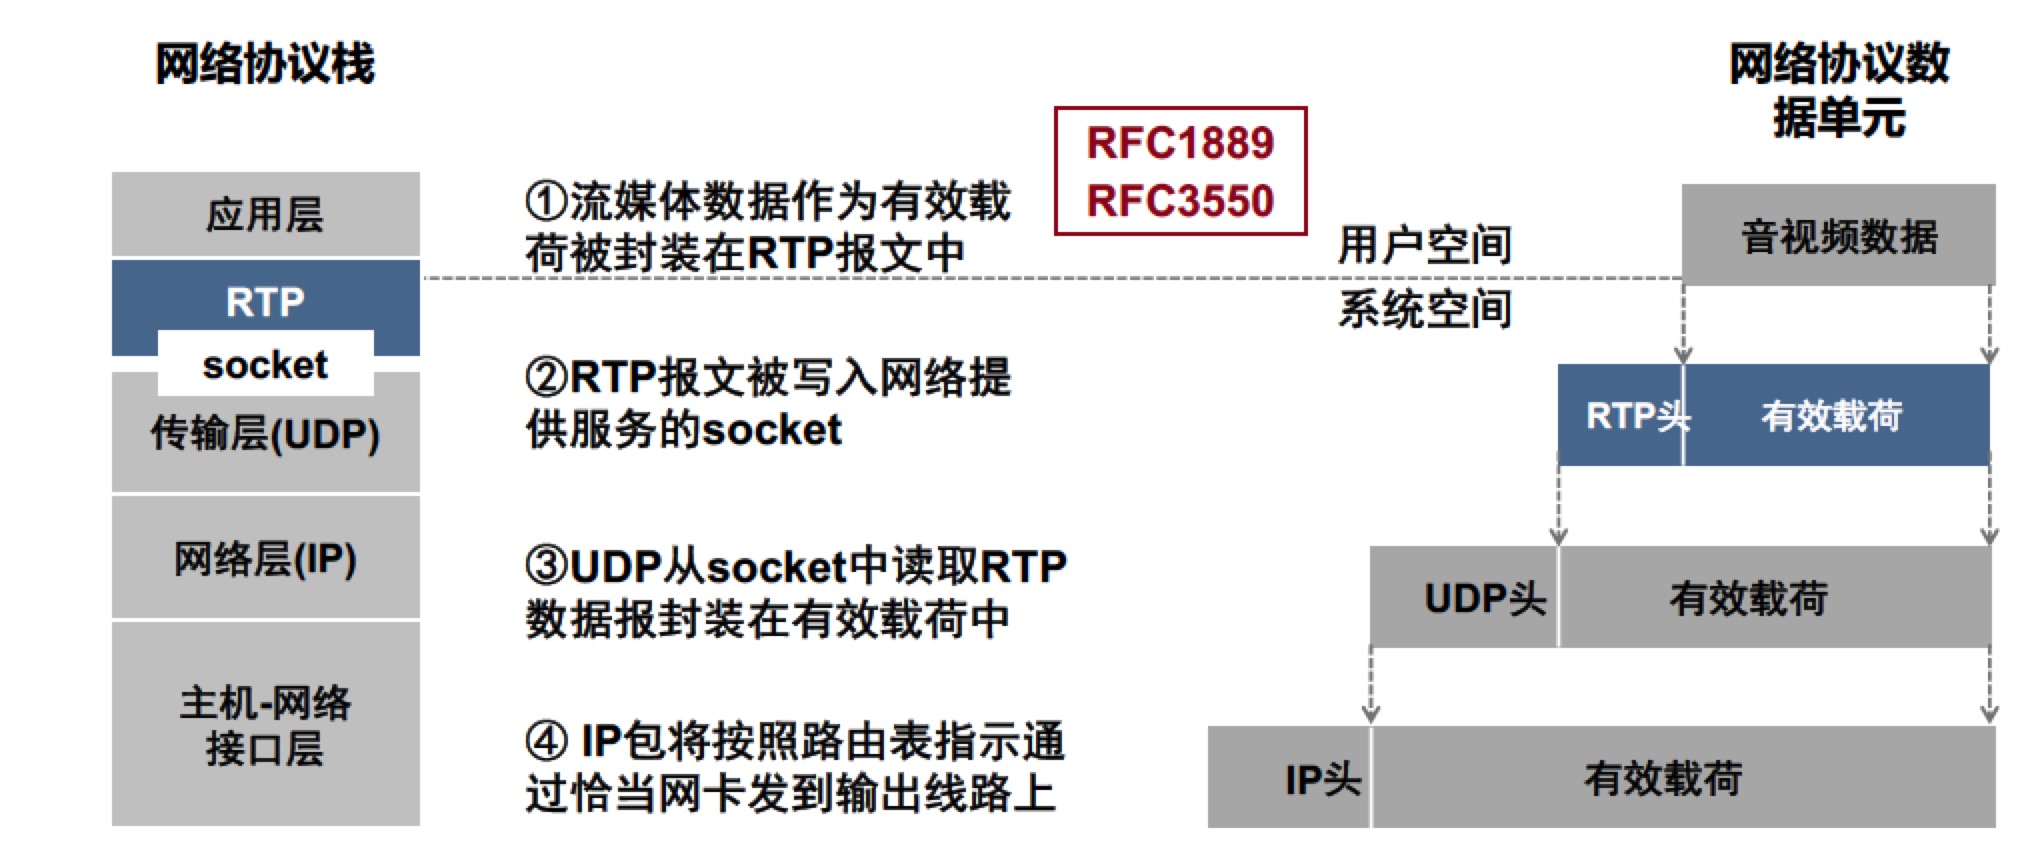 网络协议栈
网络协议数
据单元
RFC1889
RFC3550
应用层
①流媒体数据作为有效载
荷被封装在RTP报文中
用户空间
音视频数据
RTP
系统空间
socket
②RTP报文被写入网络提
供服务的socket
RTP头
有效载荷
传输层(UDP)
网络层(IP)
③UDP从socket中读取RTP
数据报封装在有效载荷中
UDP头
有效载荷
主机-网络
接口层
④ IP包将按照路由表指示通
过恰当网卡发到输出线路上
IP头
有效载荷